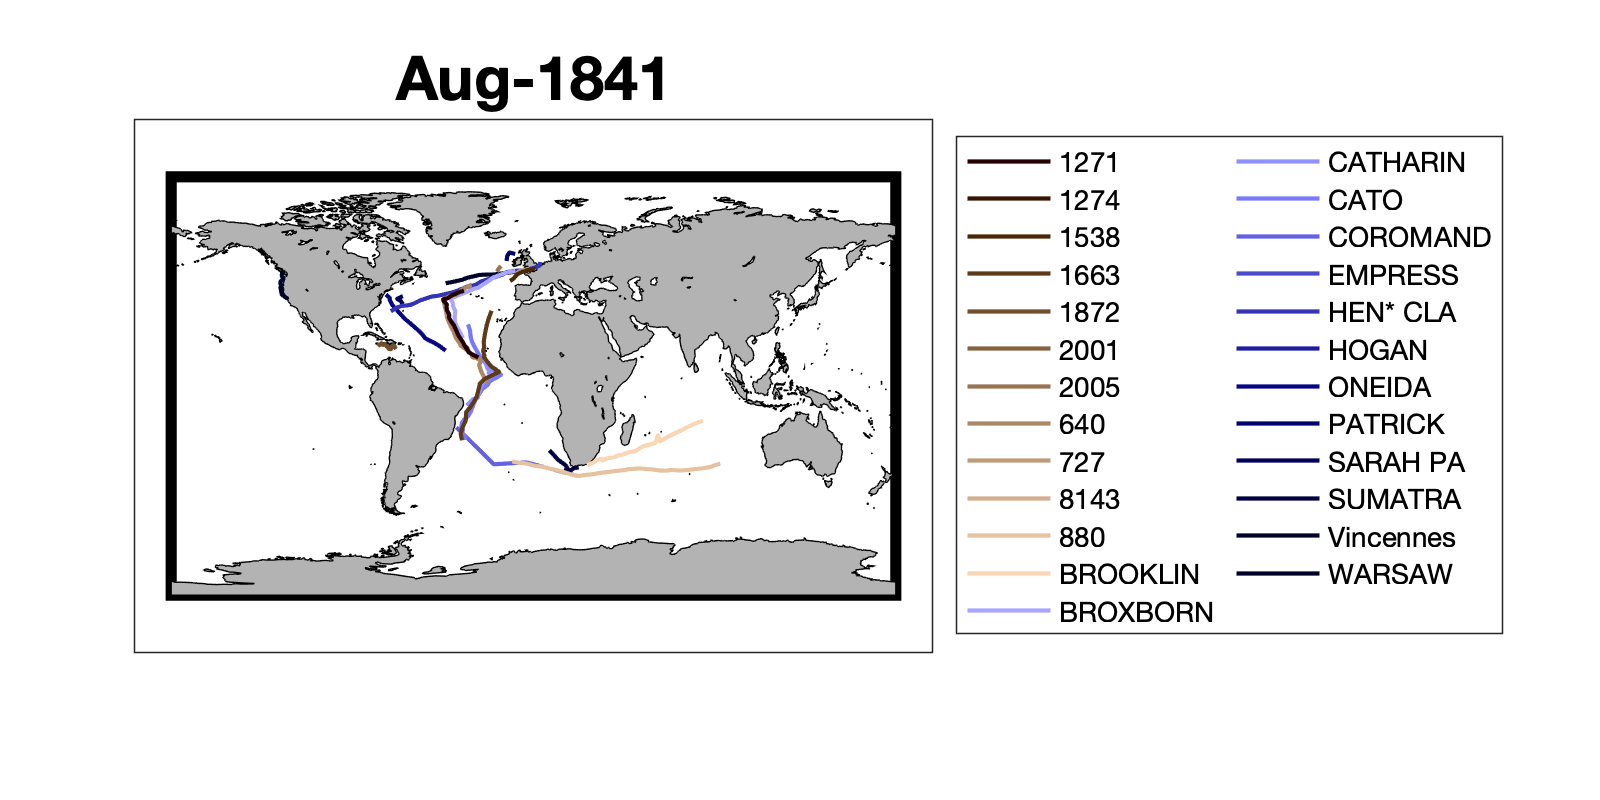 Aug-1841
1271
1274
1538
1663
1872
2001
2005
640
727
8143
880
BROOKLIN
BROXBORN
CATHARIN
CATO
COROMAND
EMPRESS
HEN* CLA
HOGAN
ONEIDA
PATRICK
SARAH PA
SUMATRA
Vincennes
WARSAW